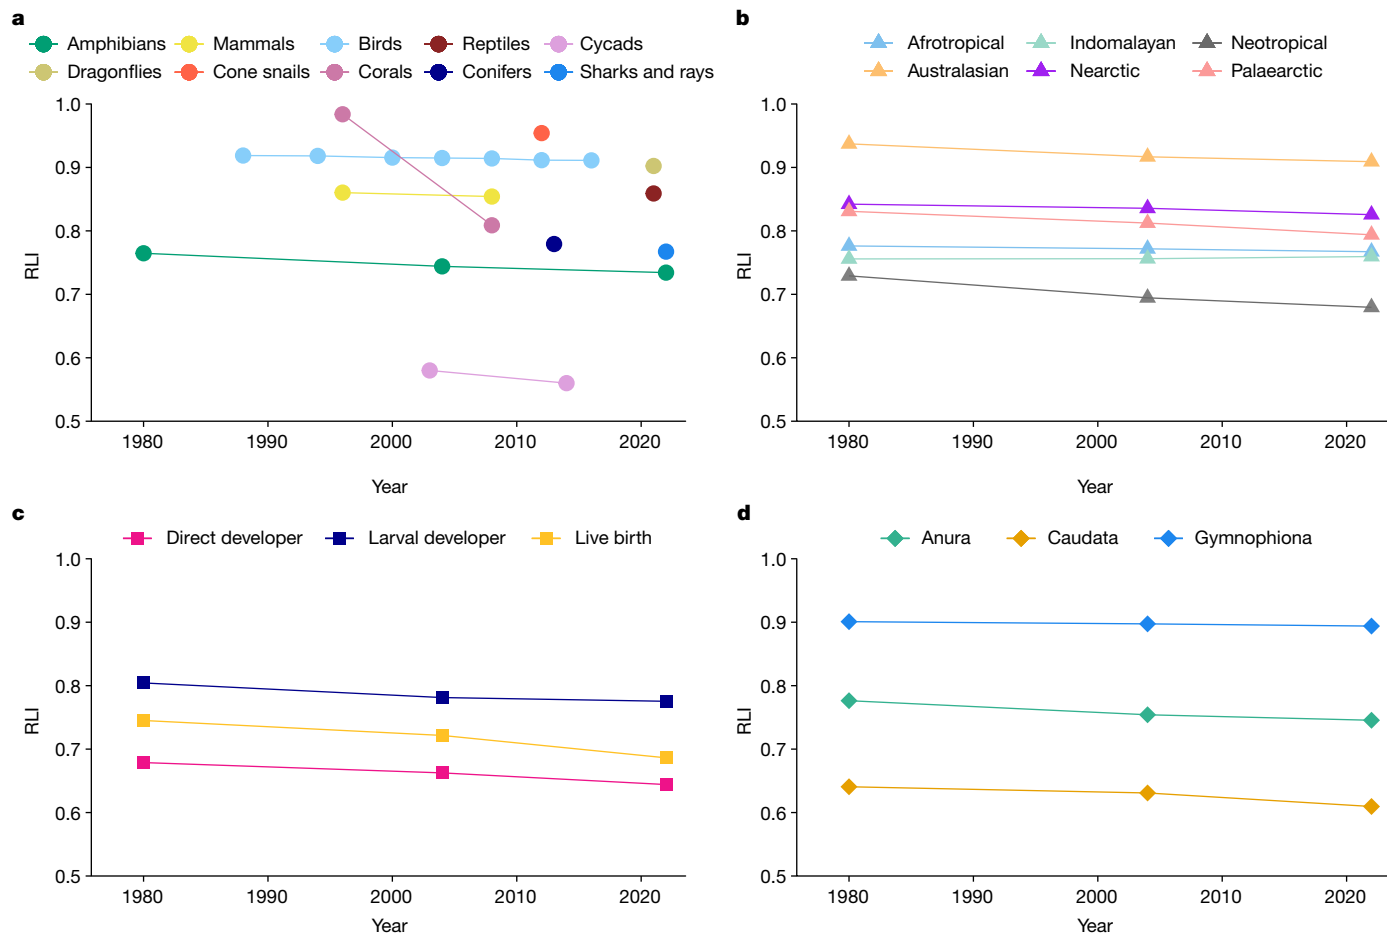 a
Amphibians Mammals Birds Reptiles Cycads
Dragonflies Cone snails Corals Conifers Sharks and rays
1.0
0.9
0.8
0.7
0.6
0.5
RLI
1980 1990 2000 2010 2020
Year
b
Afrotropical Indomalayan Neotropical
Australasian Nearctic Palaearctic
1.0
0.9
0.8
0.7
0.6
0.5
RLI
1980 1990 2000 2010 2020
Year
c
Direct developer Larval developer Live birth
1.0
0.9
0.8
0.7
0.6
0.5
RLI
1980 1990 2000 2010 2020
Year
d
Anura Caudata Gymnophiona
1.0
0.9
0.8
0.7
0.6
0.5
RLI
1980 1990 2000 2010 2020
Year